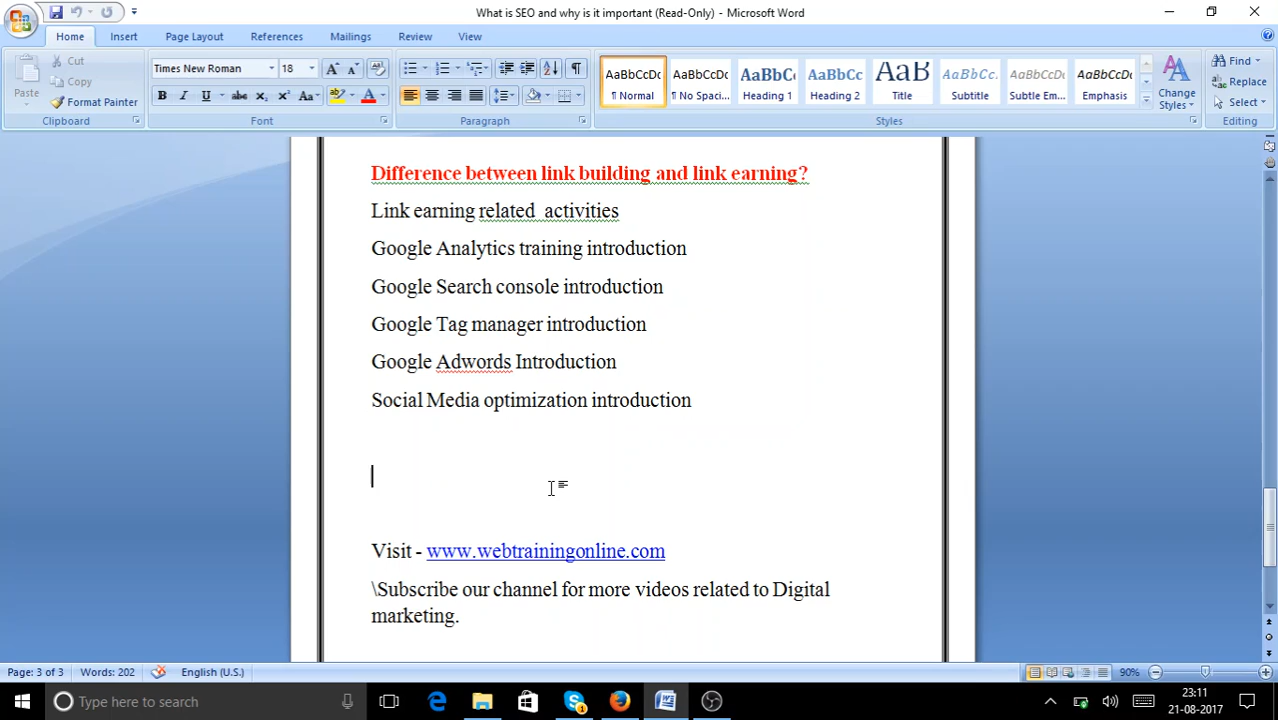 What is SEO and why is it important (Read-Only) - Microsoft Word
Home Insert Page Layout References Mailings Review View
Paste
Cut
Copy
Format Painter
Clipboard
Times New Roman 18
B I U abc x₂ x² Aa
ab A
Font
Paragraph
AaBbCcDc AaBbCcDc AaBbCc AaBbCc AaB AaBbCc. AaBbCcDc AaBbCcDc
¶ Normal ¶ No Spaci... Heading 1 Heading 2 Title Subtitle Subtle Em... Emphasis
Change Styles
Styles
Find
Replace
Select
Editing
Difference between link building and link earning?
Link earning related  activities
Google Analytics training introduction
Google Search console introduction
Google Tag manager introduction
Google Adwords Introduction
Social Media optimization introduction
Visit - www.webtrainingonline.com
\Subscribe our channel for more videos related to Digital
marketing.
Page: 3 of 3 Words: 202 English (U.S.) 90%
Type here to search
23:11
21-08-2017